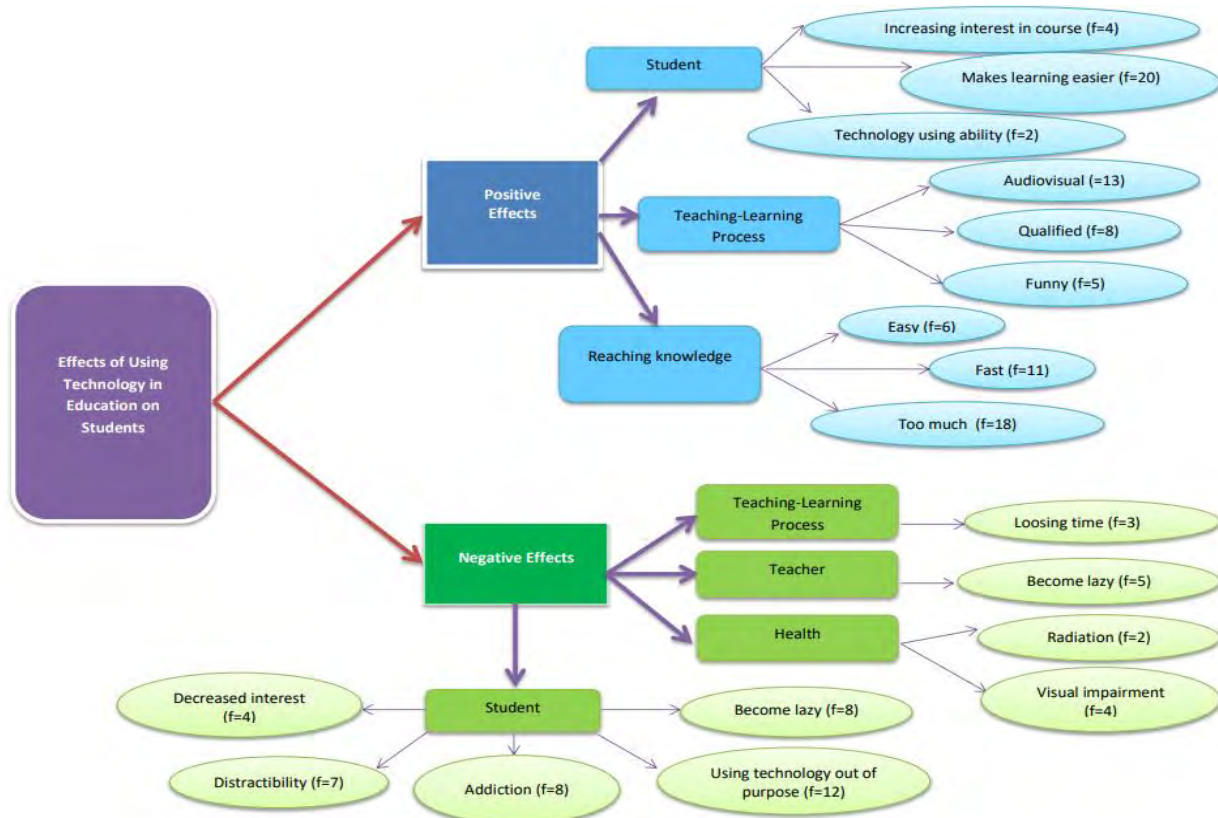 Increasing interest in course (f=4)
Student
Makes learning easier (f=20)
Technology using ability (f=2)
Positive
Effects
Audiovisual (=13)
Teaching-Learning
Process
Qualified (=8)
Funny (f=5)
Easy (f=6)
Reaching knowledge
Fast (=11)
Too much (f=18)
Effects of Using
Technology in
Education on
Students
Negative Effects
Teaching-Learning
Process
Loosing time (f=3)
Teacher
Become lazy (f=5)
Health
Radiation (f=2)
Visual impairment
(f=4)
Student
Decreased interest
(f=4)
Become lazy (f=8)
Distractibility (f=7)
Addiction (f=8)
Using technology out of
purpose (f=12)